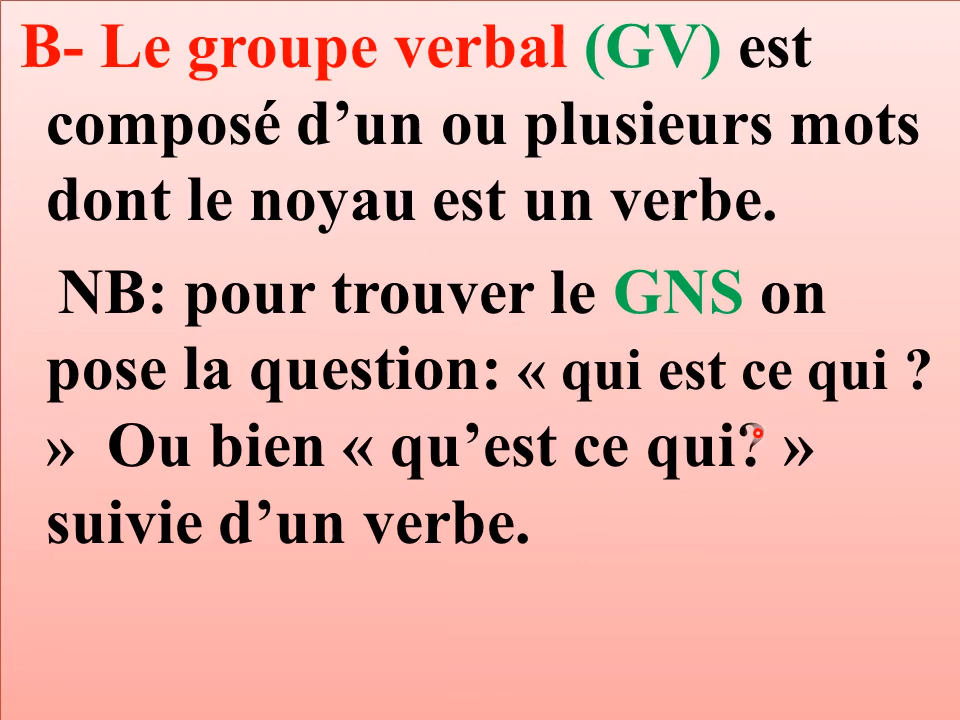 B- Le groupe verbal (GV) est
composé d’un ou plusieurs mots
dont le noyau est un verbe.
NB: pour trouver le GNS on
pose la question: « qui est ce qui ?
» Ou bien « qu’est ce qui? »
suivie d’un verbe.